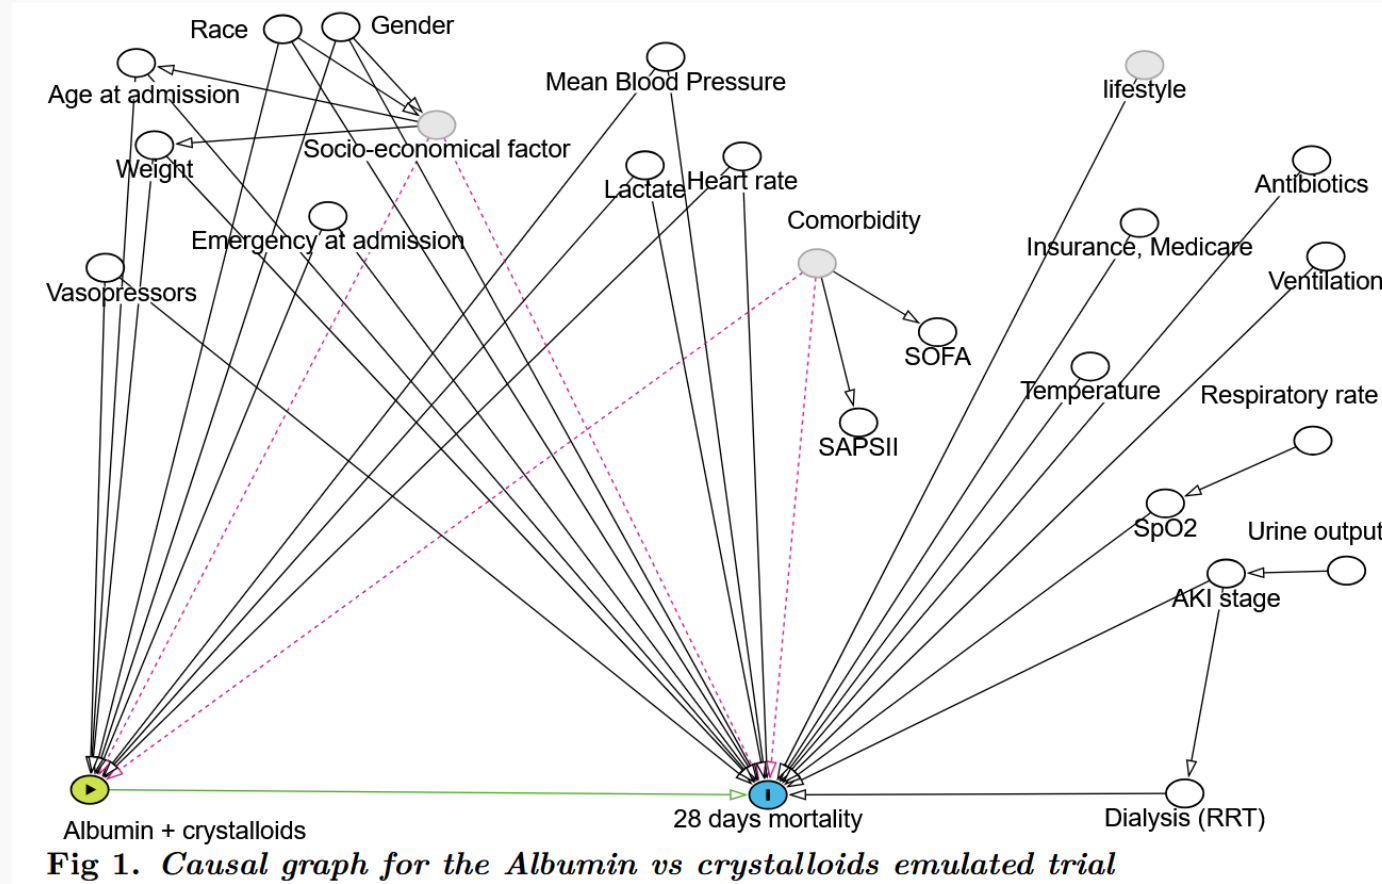 Race
Gender
Age at admission
Mean Blood Pressure
lifestyle
Socio-economical factor
Weight
Lactate
Heart rate
Antibiotics
Comorbidity
Emergency at admission
Insurance, Medicare
Vasopressors
Ventilation
SOFA
Temperature
Respiratory rate
SAPSII
SpO2
Urine output
AKI stage
Albumin + crystalloids
28 days mortality
Dialysis (RRT)
Fig 1. Causal graph for the Albumin vs crystalloids emulated trial